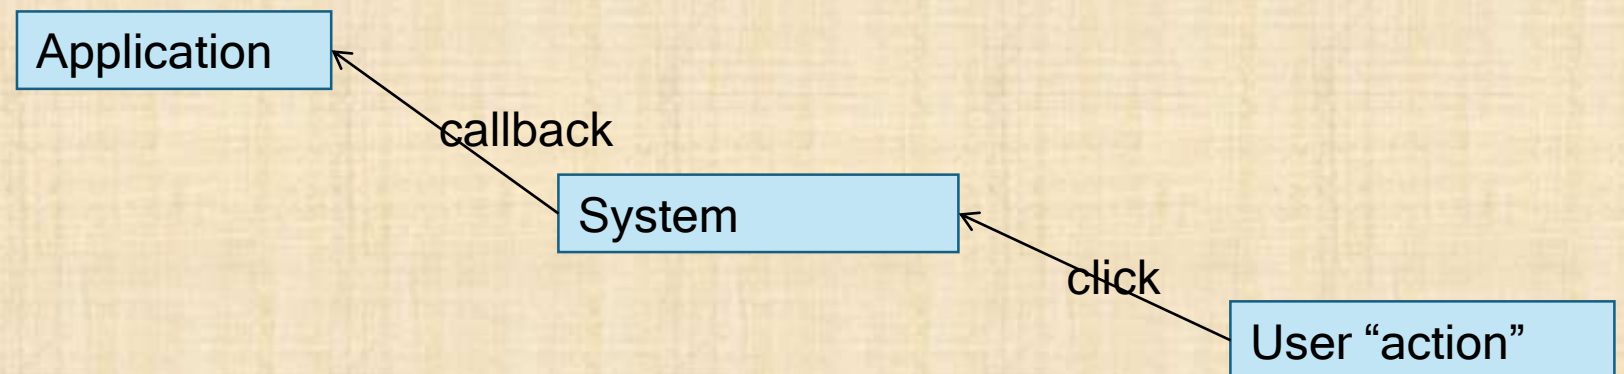 Application
callback
System
click
User “action”